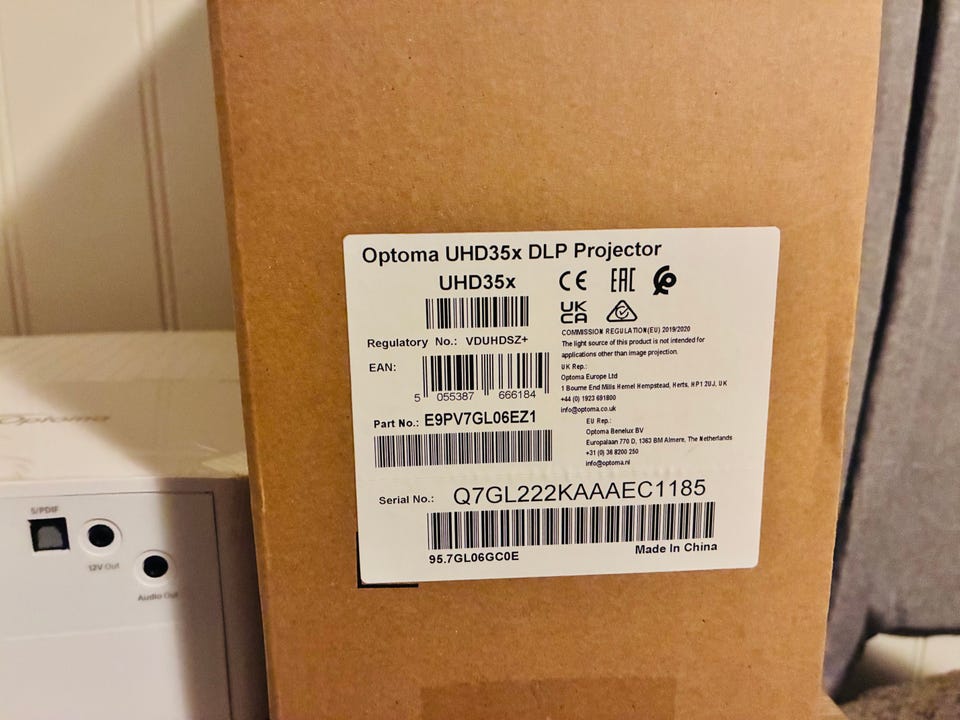 Optoma UHD35x DLP Projector
UHD35x
CE EAC
UK
CA
Regulatory No.: VDUHDSZ+
COMMISSION REGULATION(EU) 2019/2020
The light source of this product is not intended for
applications other than image projection.
EAN:
5 055387 666184
UK Rep.:
Optoma Europe Ltd
1 Bourne End Mills Hemel Hempstead, Herts, HP1 2UJ, UK
+44 (0) 1923 691800
info@optoma.co.uk
Part No.: E9PV7GL06EZ1
EU Rep.:
Optoma Benelux BV
Europalaan 770 D, 1363 BM Almere, The Netherlands
+31 (0) 36 8200 250
info@optoma.nl
Serial No.: Q7GL222KAAAEC1185
95.7GL06GC0E
Made In China
Optoma
S/PDIF
12V Out
Audio Out